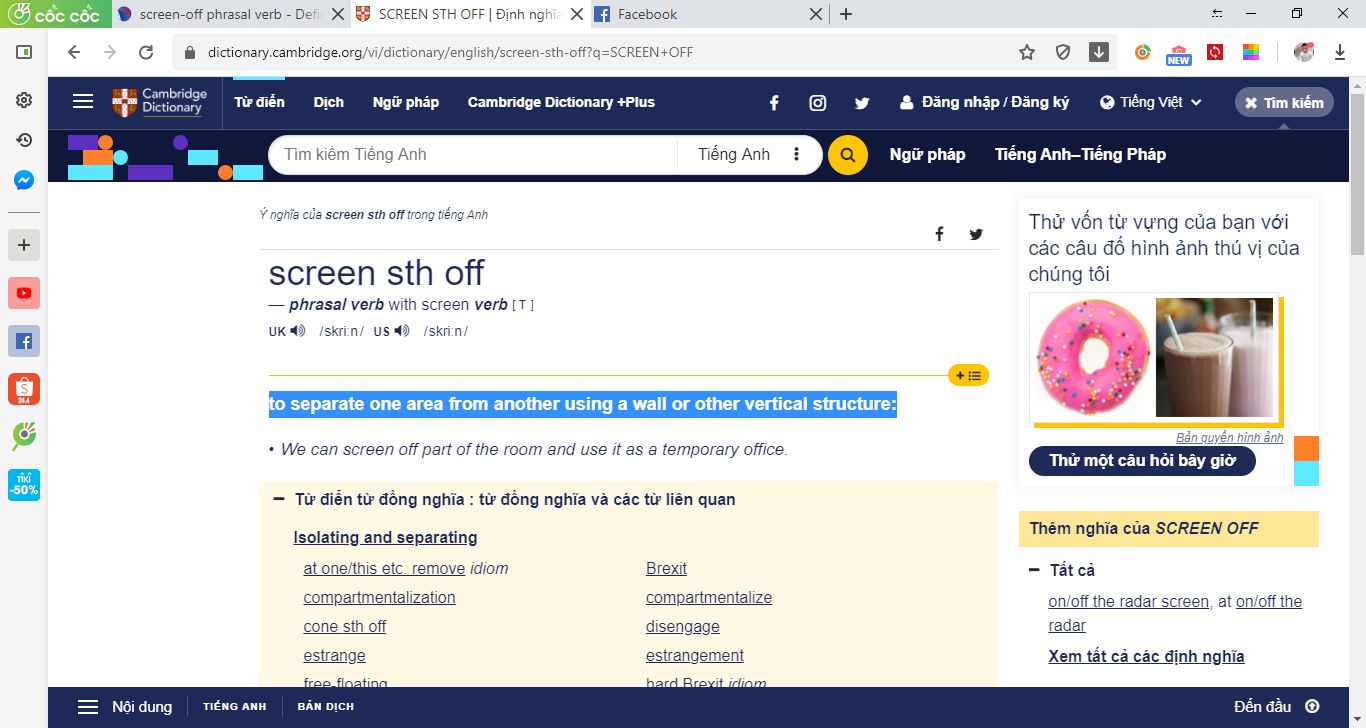 cốc cốc
screen-off phrasal verb - Defi
SCREEN STH OFF | Định nghĩa
Facebook
dictionary.cambridge.org/vi/dictionary/english/screen-sth-off?q=SCREEN+OFF
NEW
Cambridge
Dictionary
Từ điển
Dịch
Ngữ pháp
Cambridge Dictionary +Plus
Đăng nhập / Đăng ký
Tiếng Việt
Tìm kiếm
Tìm kiếm Tiếng Anh
Tiếng Anh
Ngữ pháp
Tiếng Anh–Tiếng Pháp
Ý nghĩa của screen sth off trong tiếng Anh
screen sth off
— phrasal verb with screen verb [ T ]
UK /skriːn/ US /skriːn/
to separate one area from another using a wall or other vertical structure:
• We can screen off part of the room and use it as a temporary office.
Từ điển từ đồng nghĩa : từ đồng nghĩa và các từ liên quan
Isolating and separating
at one/this etc. remove idiom
Brexit
compartmentalization
compartmentalize
cone sth off
disengage
estrange
estrangement
free-floating
hard Brexit idiom
Thử vốn từ vựng của bạn với
các câu đố hình ảnh thú vị của
chúng tôi
Bản quyền hình ảnh
Thử một câu hỏi bây giờ
Thêm nghĩa của SCREEN OFF
Tất cả
on/off the radar screen, at on/off the
radar
Xem tất cả các định nghĩa
S
24.4
TIKI
-50%
Nội dung
TIẾNG ANH
BẢN DỊCH
Đến đầu